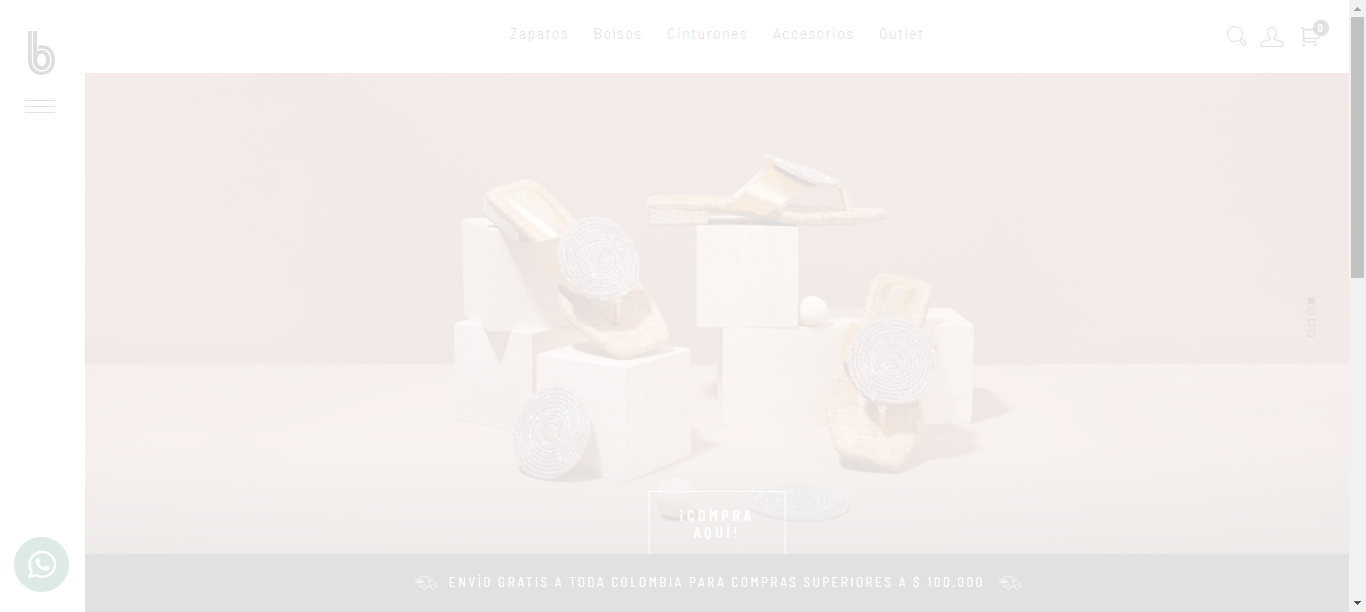 b
Zapatos Bolsos Cinturones Accesorios Outlet
0
¡COMPRA
AQUÍ!
ENVÍO GRATIS A TODA COLOMBIA PARA COMPRAS SUPERIORES A $ 100.000